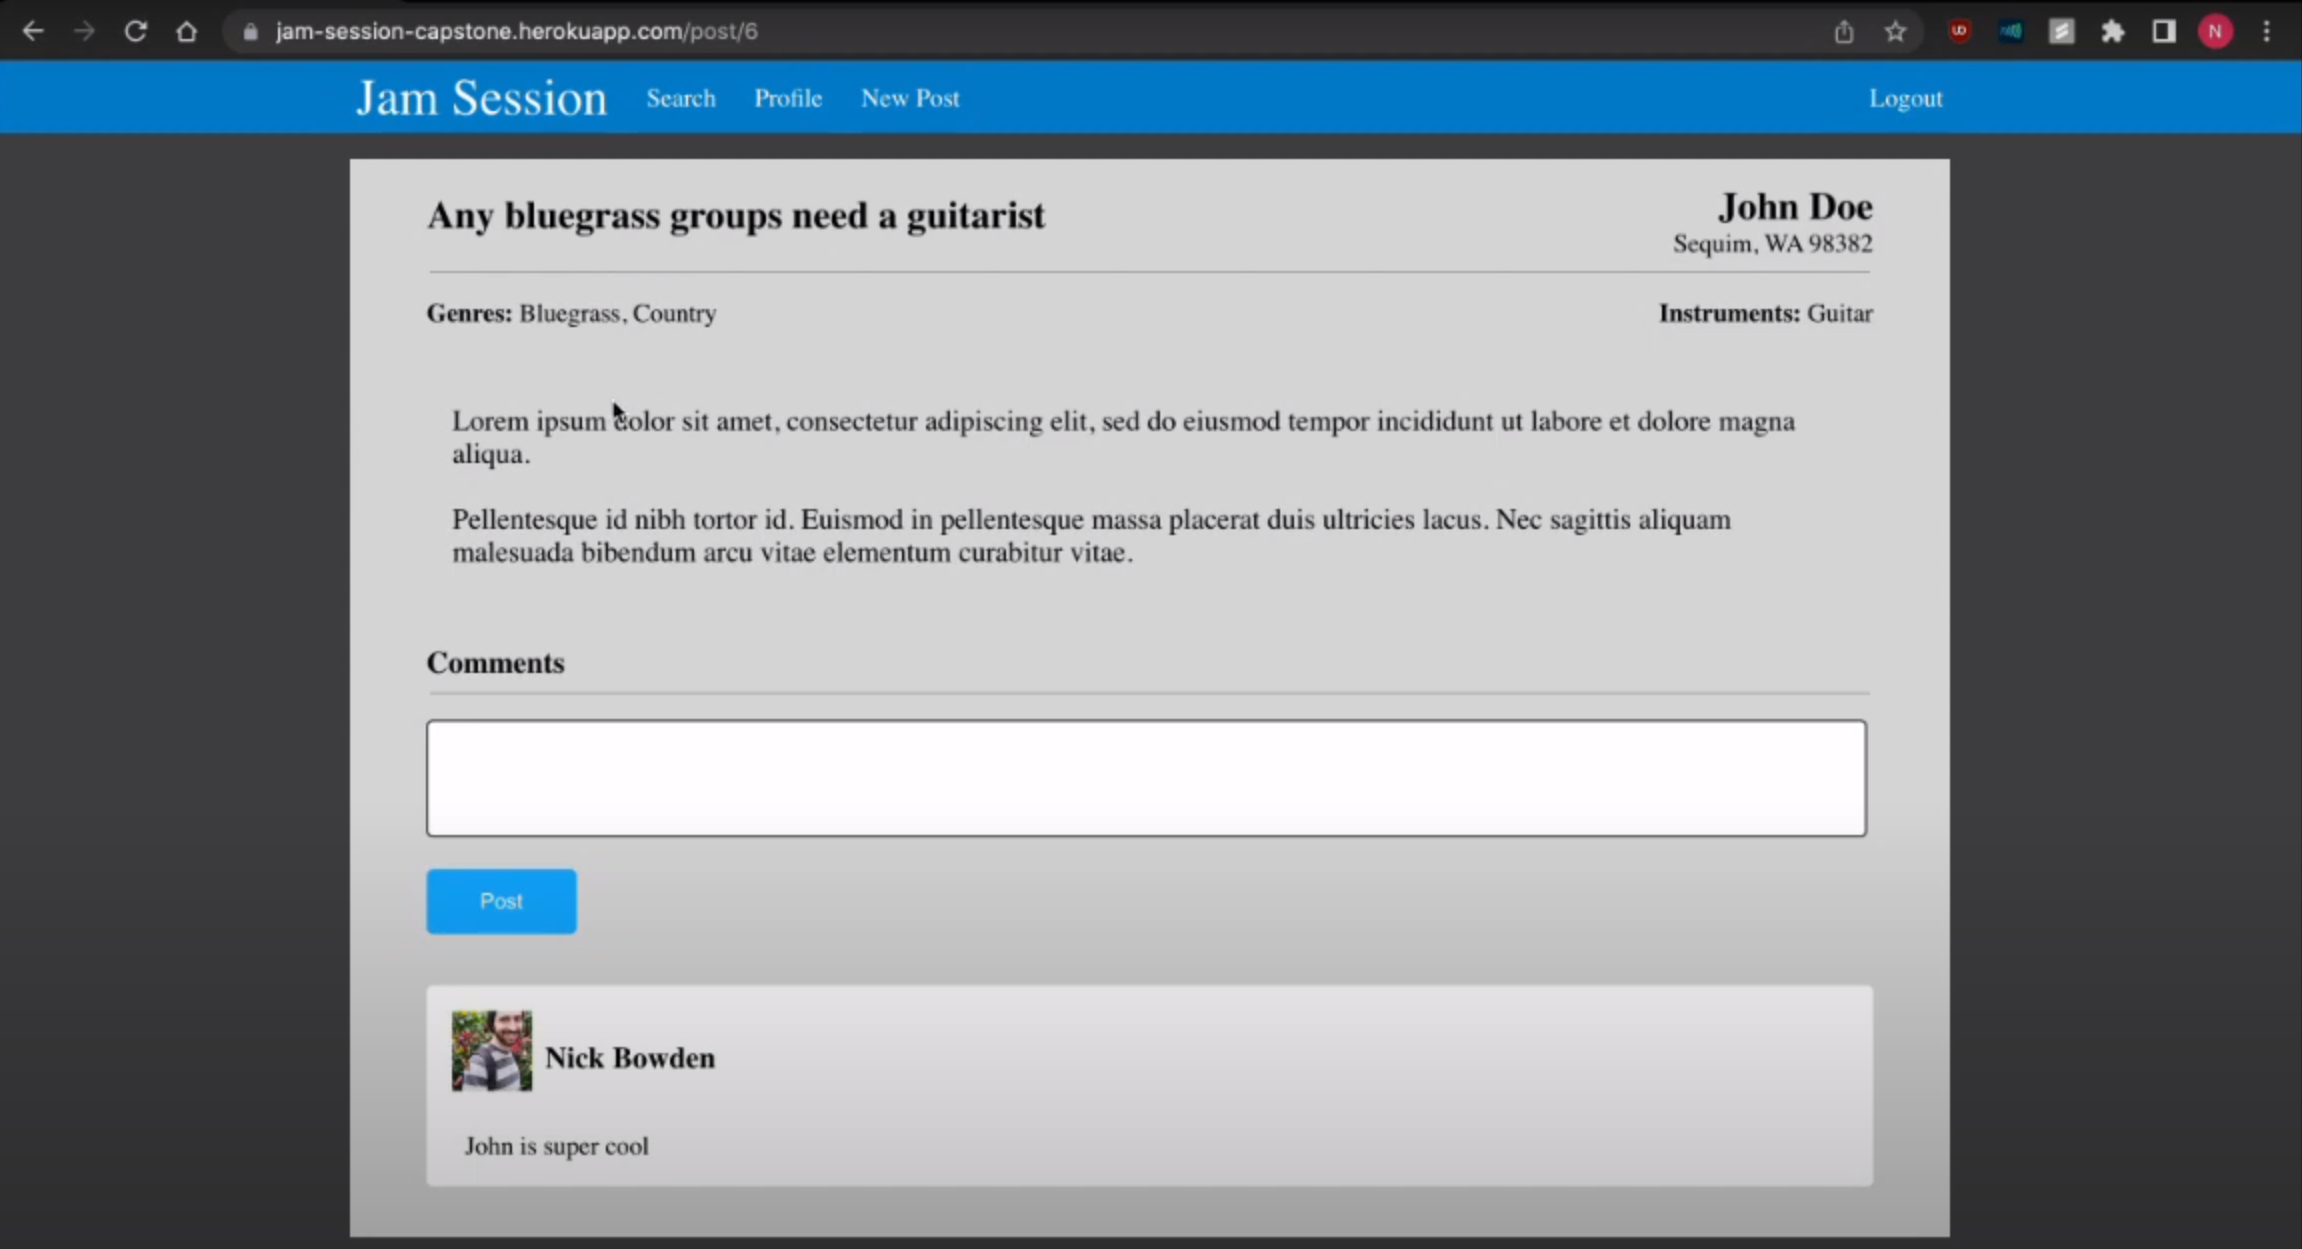 jam-session-capstone.herokuapp.com/post/6
N
Jam Session Search Profile New Post Logout
Any bluegrass groups need a guitarist
John Doe
Sequim, WA 98382
Genres: Bluegrass, Country
Instruments: Guitar
Lorem ipsum dolor sit amet, consectetur adipiscing elit, sed do eiusmod tempor incididunt ut labore et dolore magna
aliqua.
Pellentesque id nibh tortor id. Euismod in pellentesque massa placerat duis ultricies lacus. Nec sagittis aliquam
malesuada bibendum arcu vitae elementum curabitur vitae.
Comments
Post
Nick Bowden
John is super cool